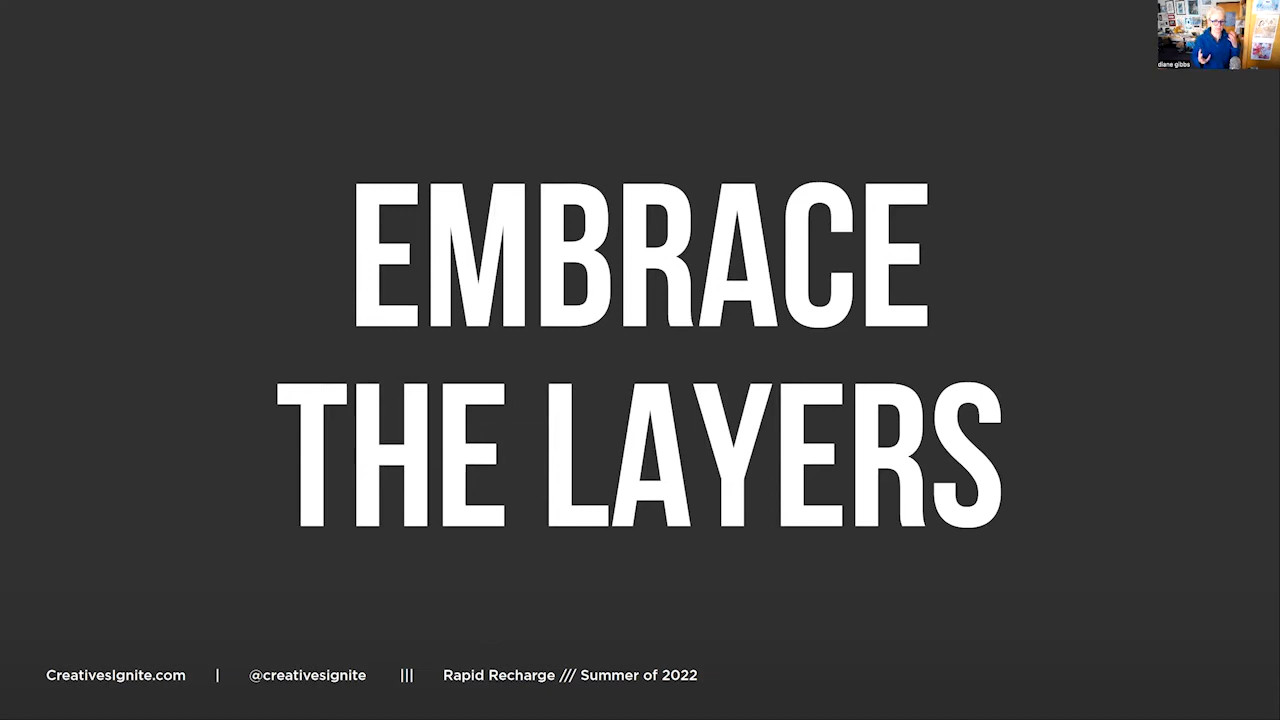 diane gibbs
EMBRACE
THE LAYERS
CreativesIgnite.com | @creativesignite ||| Rapid Recharge /// Summer of 2022